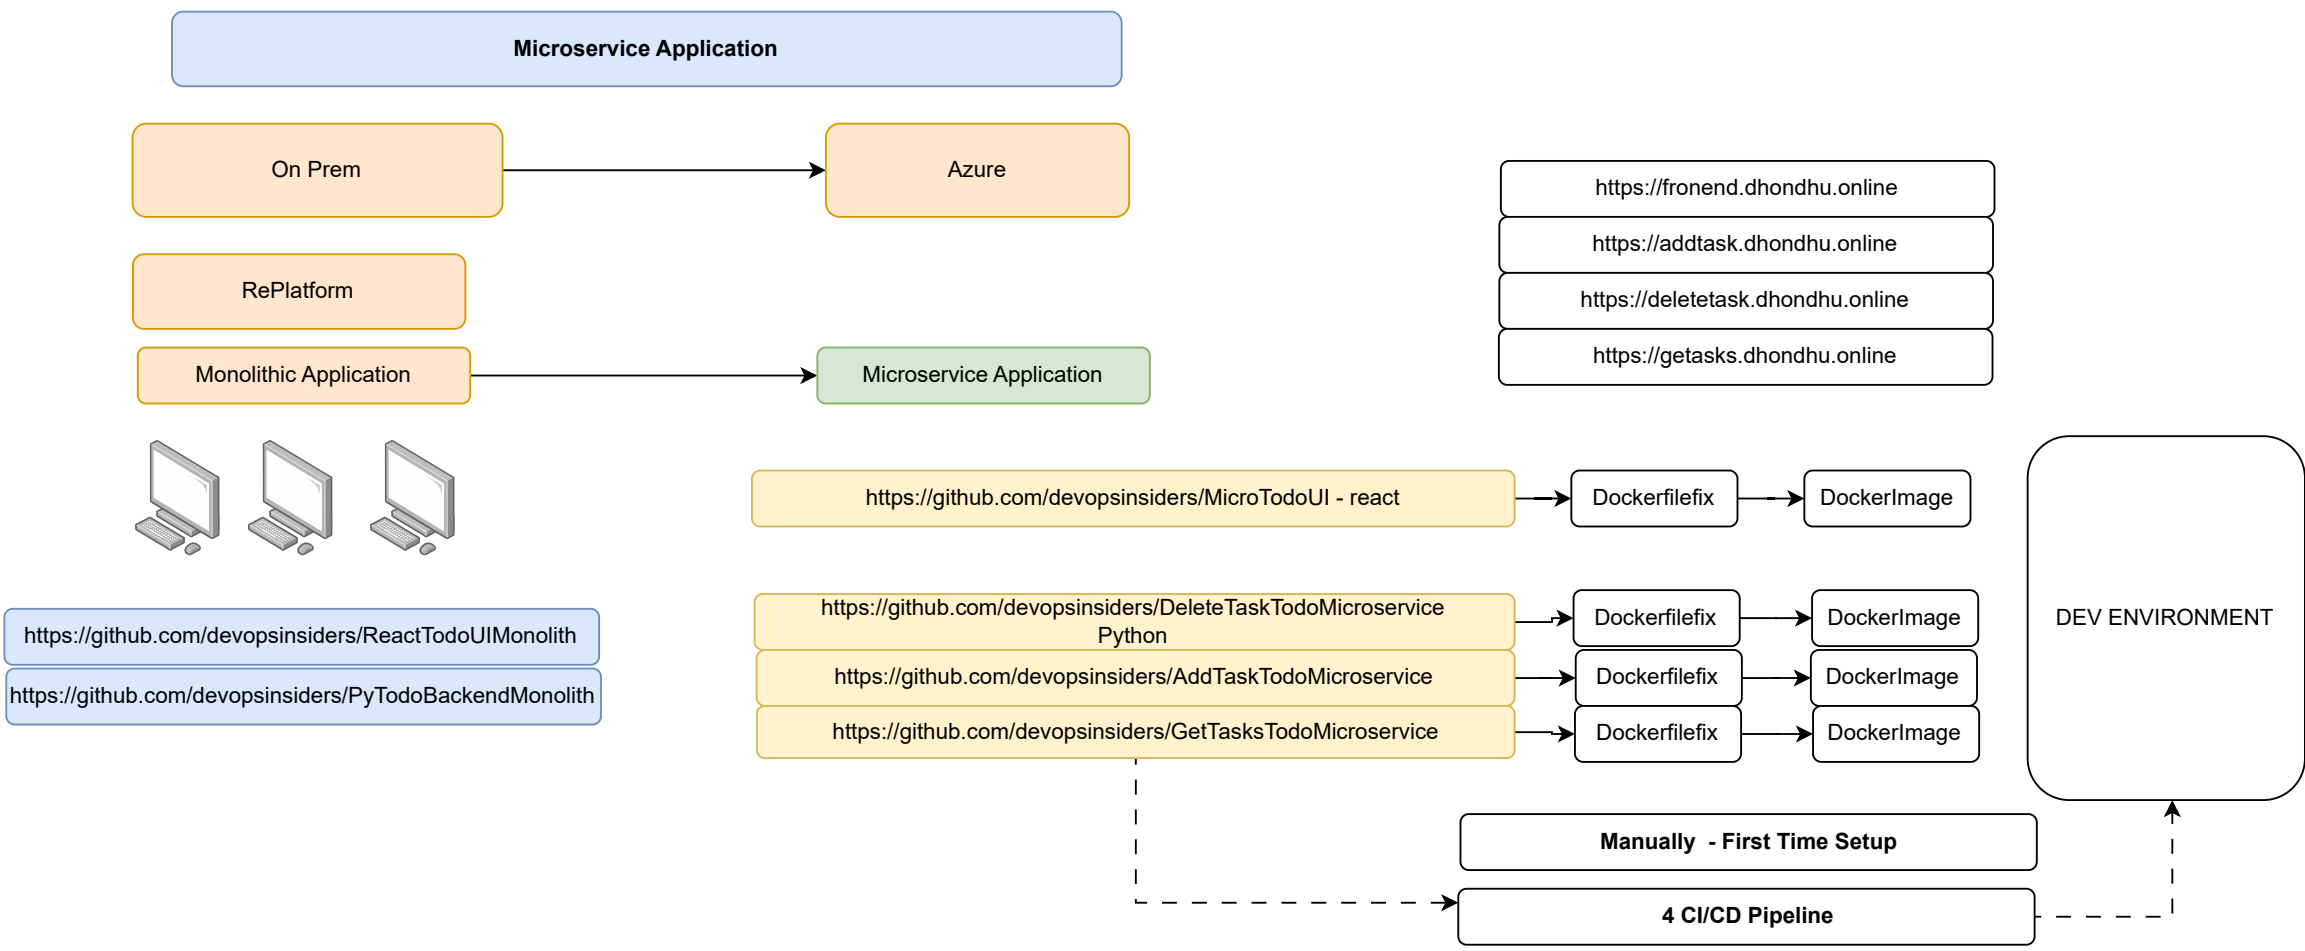 Microservice Application
On Prem
Azure
https://fronend.dhondhu.online
https://addtask.dhondhu.online
RePlatform
https://deletetask.dhondhu.online
Monolithic Application
Microservice Application
https://getasks.dhondhu.online
https://github.com/devopsinsiders/MicroTodoUI - react
Dockerfilefix
DockerImage
DEV ENVIRONMENT
https://github.com/devopsinsiders/ReactTodoUIMonolith
https://github.com/devopsinsiders/PyTodoBackendMonolith
https://github.com/devopsinsiders/DeleteTaskTodoMicroservice
Python
Dockerfilefix
DockerImage
https://github.com/devopsinsiders/AddTaskTodoMicroservice
Dockerfilefix
DockerImage
https://github.com/devopsinsiders/GetTasksTodoMicroservice
Dockerfilefix
DockerImage
Manually  - First Time Setup
4 CI/CD Pipeline